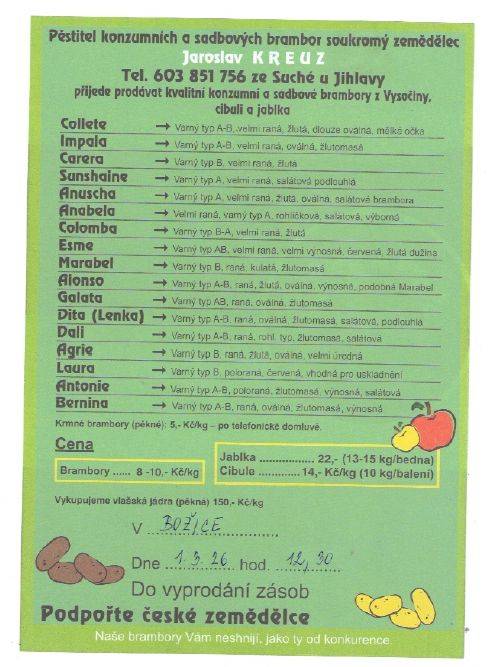 Pěstitel konzumních a sadbových brambor soukromý zemědělec
Jaroslav KREUZ
Tel. 603 851 756 ze Suché u Jihlavy
přijede prodávat kvalitní konzumní a sadbové brambory z Vysočiny,
cibuli a jablka
Collete → Varný typ A-B, velmi raná, žlutá, dlouze oválná, mělké očka
Impala → Varný typ A-B, velmi raná, oválná, žlutomasá
Carera → Varný typ B, velmi raná, žlutá
Sunshaine → Varný typ A, velmi raná, salátová podlouhlá
Anuscha → Varný typ A, velmi raná, žlutá, oválná, salátová brambora
Anabela → Velmi raná, varný typ A, rohlíčková, salátová, výborná
Colomba → Varný typ B-A, velmi raná, žlutá
Esme → Varný typ AB, velmi raná, velmi výnosná, červená, žlutá dužina
Marabel → Varný typ B, raná, kulatá, žlutomasá
Alonso → Varný typ A-B, raná, žlutá, oválná, výnosná, podobná Marabel
Galata → Varný typ AB, raná, oválná, žlutomasá
Dita (Lenka) → Varný typ A-B, raná, oválná, žlutomasá, salátová, podlouhlá
Dali → Varný typ A-B, raná, rohl. typ, žlutomasá, salátová
Agrie → Varný typ B, raná, žlutá, oválná, velmi úrodná
Laura → Varný typ B, poloraná, červená, vhodná pro uskladnění
Antonie → Varný typ A-B, poloraná, žlutomasá, výnosná, salátová
Bernina → Varný typ A-B, raná, oválná, žlutomasá, výnosná
Krmné brambory (pěkné): 5,- Kč/kg – po telefonické domluvě.
Cena
Brambory ...... 8 -10,- Kč/kg
Jablka .................. 22,- (13-15 kg/bedna)
Cibule .............14,- Kč/kg (10 kg/balení)
Vykupujeme vlašská jádra (pěkná) 150,- Kč/kg
V BOŽICE
Dne 1.3.26 hod. 12,30
Do vyprodání zásob
Podpořte české zemědělce
Naše brambory Vám neshnijí, jako ty od konkurence.